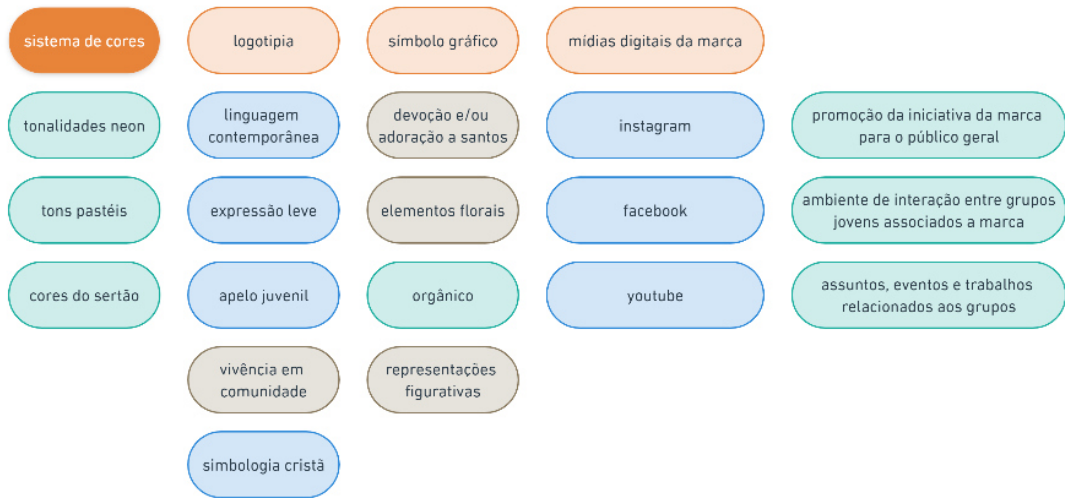 sistema de cores
logotipia
símbolo gráfico
mídias digitais da marca
tonalidades neon
linguagem
contemporânea
devoção e/ou
adoração a santos
instagram
promoção da iniciativa da marca
para o público geral
tons pastéis
expressão leve
elementos florais
facebook
ambiente de interação entre grupos
jovens associados a marca
cores do sertão
apelo juvenil
orgânico
youtube
assuntos, eventos e trabalhos
relacionados aos grupos
vivência em
comunidade
representações
figurativas
simbologia cristã